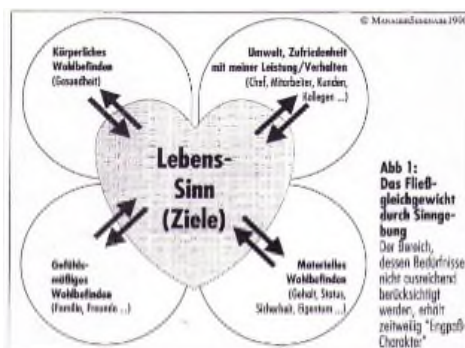 © ManagerSeminare 1996
Körperliches
Wohlbefinden
(Gesundheit)
Umwelt, Zufriedenheit
mit meiner Leistung/Verhalten
(Chef, Mitarbeiter, Kunden,
Kollegen ...)
Lebens-
Sinn
(Ziele)
Gefühls-
mäßiges
Wohlbefinden
(Familie, Freunde ...)
Materielles
Wohlbefinden
(Gehalt, Status,
Sicherheit, Eigentum ...)
Abb 1:
Das Fließ-
gleichgewicht
durch Sinnge-
bung
Der Bereich,
dessen Bedürfnisse
nicht ausreichend
berücksichtigt
werden, erhält
zeitweilig "Engpaß-
Charakter"